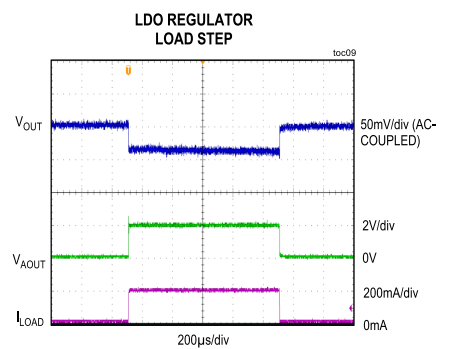 LDO REGULATOR
LOAD STEP
toc09
VOUT
50mV/div (AC-
COUPLED)
2V/div
VAOUT
0V
200mA/div
ILOAD
0mA
200µs/div